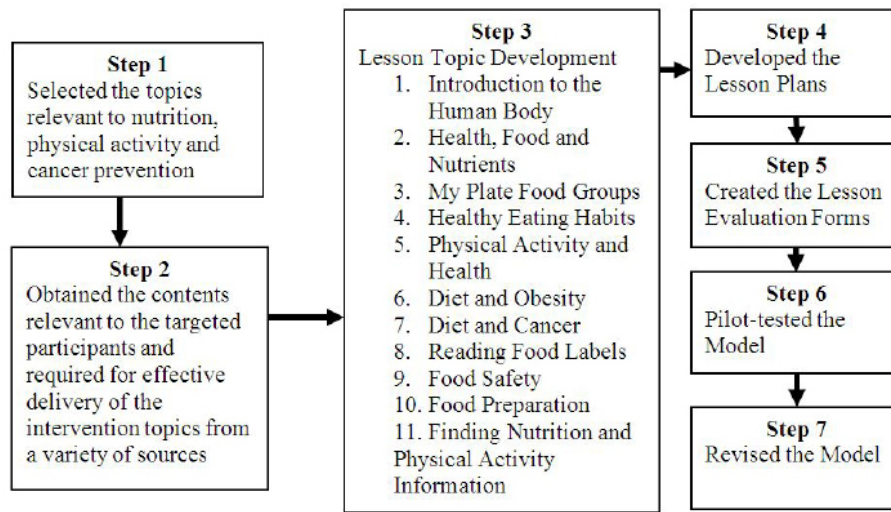 Step 1
Selected the topics
relevant to nutrition,
physical activity and
cancer prevention
Step 2
Obtained the contents
relevant to the targeted
participants and
required for effective
delivery of the
intervention topics from
a variety of sources
Step 3
Lesson Topic Development
1. Introduction to the
Human Body
2. Health, Food and
Nutrients
3. My Plate Food Groups
4. Healthy Eating Habits
5. Physical Activity and
Health
6. Diet and Obesity
7. Diet and Cancer
8. Reading Food Labels
9. Food Safety
10. Food Preparation
11. Finding Nutrition and
Physical Activity
Information
Step 4
Developed the
Lesson Plans
Step 5
Created the Lesson
Evaluation Forms
Step 6
Pilot-tested the
Model
Step 7
Revised the Model